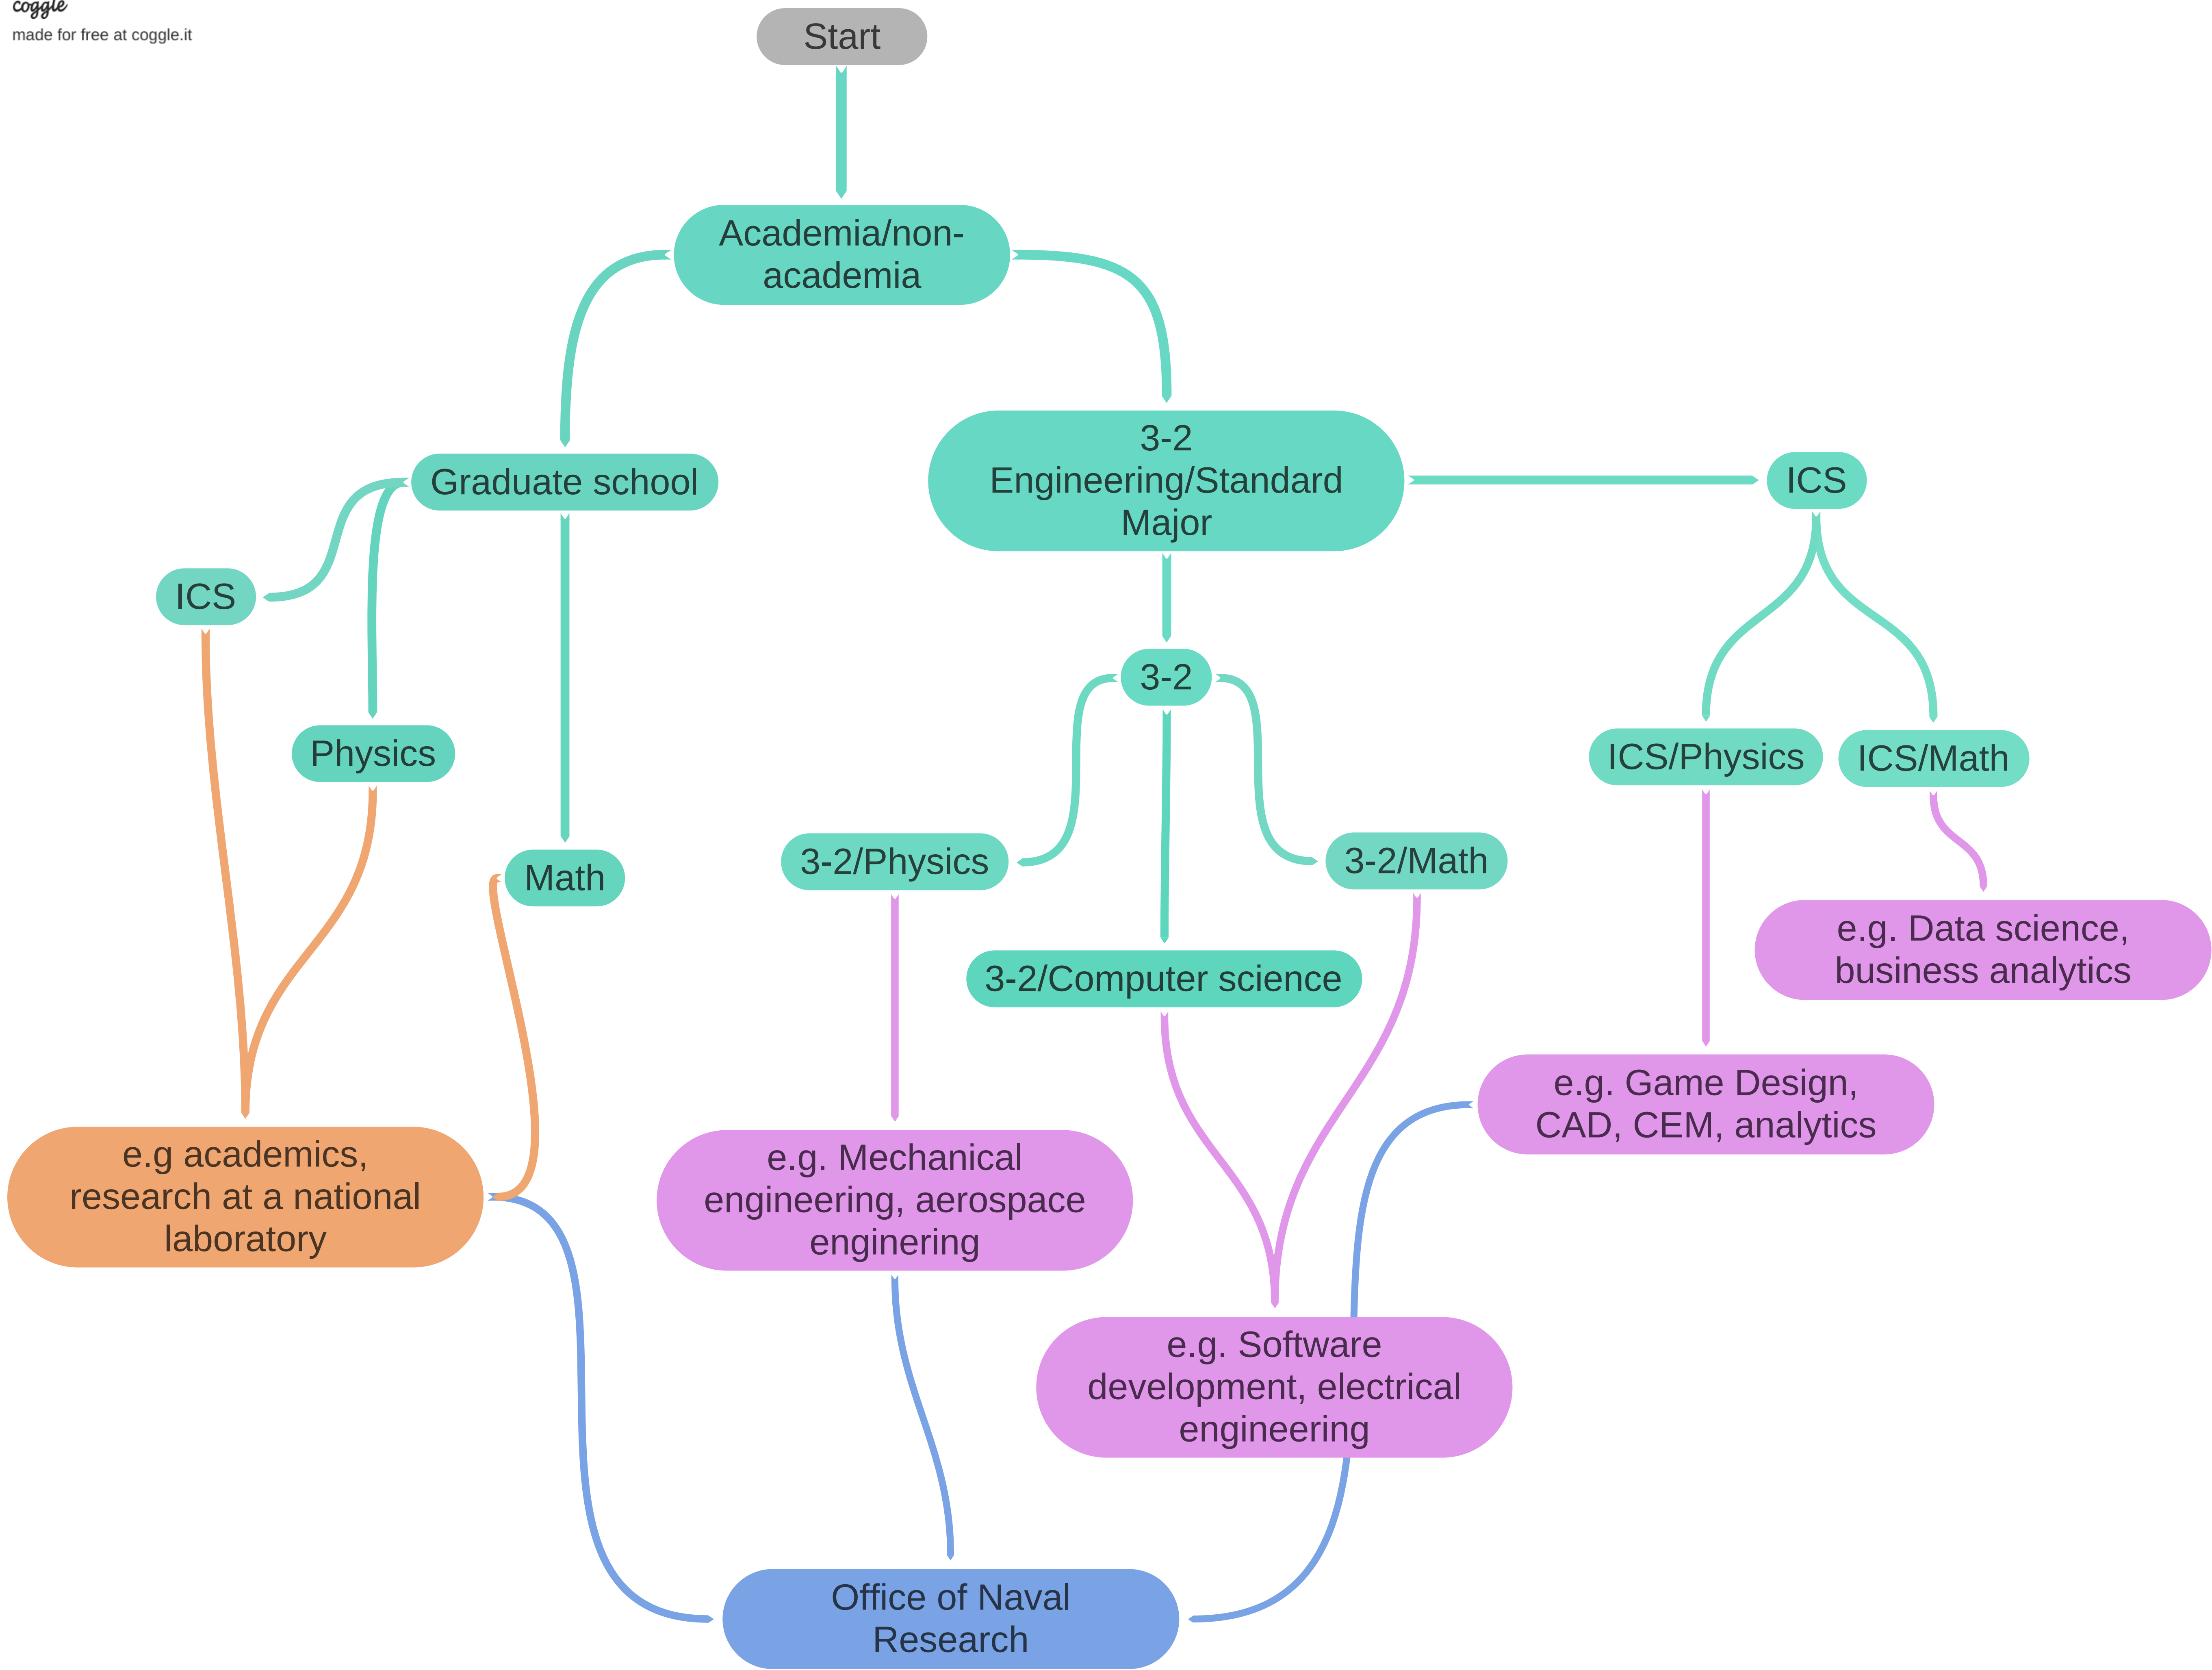 coggle
made for free at coggle.it
Start
Academia/non-
academia
3-2
Engineering/Standard
Major
Graduate school
ICS
ICS
3-2
Physics
ICS/Physics
ICS/Math
3-2/Physics
3-2/Math
Math
e.g. Data science,
business analytics
3-2/Computer science
e.g. Game Design,
CAD, CEM, analytics
e.g academics,
research at a national
laboratory
e.g. Mechanical
engineering, aerospace
enginering
e.g. Software
development, electrical
engineering
Office of Naval
Research